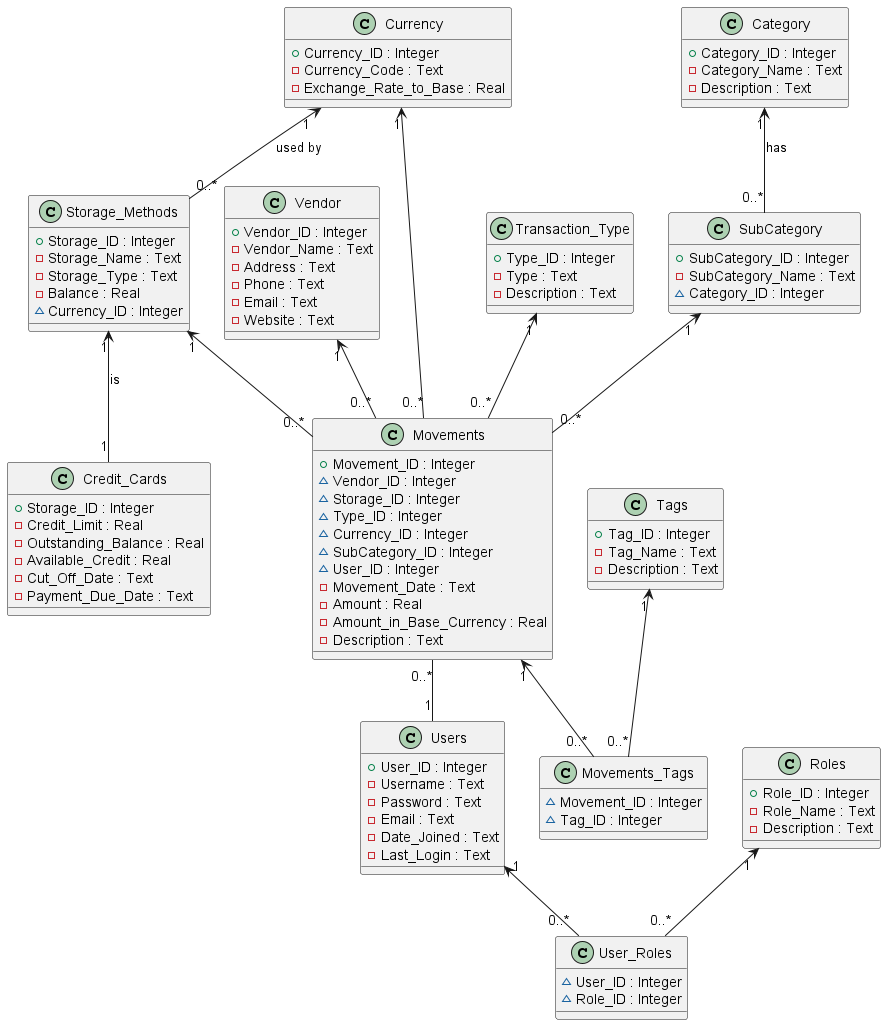 C Currency
Currency_ID : Integer
Currency_Code : Text
Exchange_Rate_to_Base : Real
C Category
Category_ID : Integer
Category_Name : Text
Description : Text
1
1
1
used by
has
0..*
0..*
C Storage_Methods
Storage_ID : Integer
Storage_Name : Text
Storage_Type : Text
Balance : Real
Currency_ID : Integer
C Vendor
Vendor_ID : Integer
Vendor_Name : Text
Address : Text
Phone : Text
Email : Text
Website : Text
C Transaction_Type
Type_ID : Integer
Type : Text
Description : Text
C SubCategory
SubCategory_ID : Integer
SubCategory_Name : Text
Category_ID : Integer
1
1
1
1
1
is
0..*
0..*
0..*
0..*
0..*
1
C Credit_Cards
Storage_ID : Integer
Credit_Limit : Real
Outstanding_Balance : Real
Available_Credit : Real
Cut_Off_Date : Text
Payment_Due_Date : Text
C Movements
Movement_ID : Integer
Vendor_ID : Integer
Storage_ID : Integer
Type_ID : Integer
Currency_ID : Integer
SubCategory_ID : Integer
User_ID : Integer
Movement_Date : Text
Amount : Real
Amount_in_Base_Currency : Real
Description : Text
C Tags
Tag_ID : Integer
Tag_Name : Text
Description : Text
1
0..*
1
1
0..*
0..*
C Users
User_ID : Integer
Username : Text
Password : Text
Email : Text
Date_Joined : Text
Last_Login : Text
C Movements_Tags
Movement_ID : Integer
Tag_ID : Integer
C Roles
Role_ID : Integer
Role_Name : Text
Description : Text
1
1
0..*
0..*
C User_Roles
User_ID : Integer
Role_ID : Integer